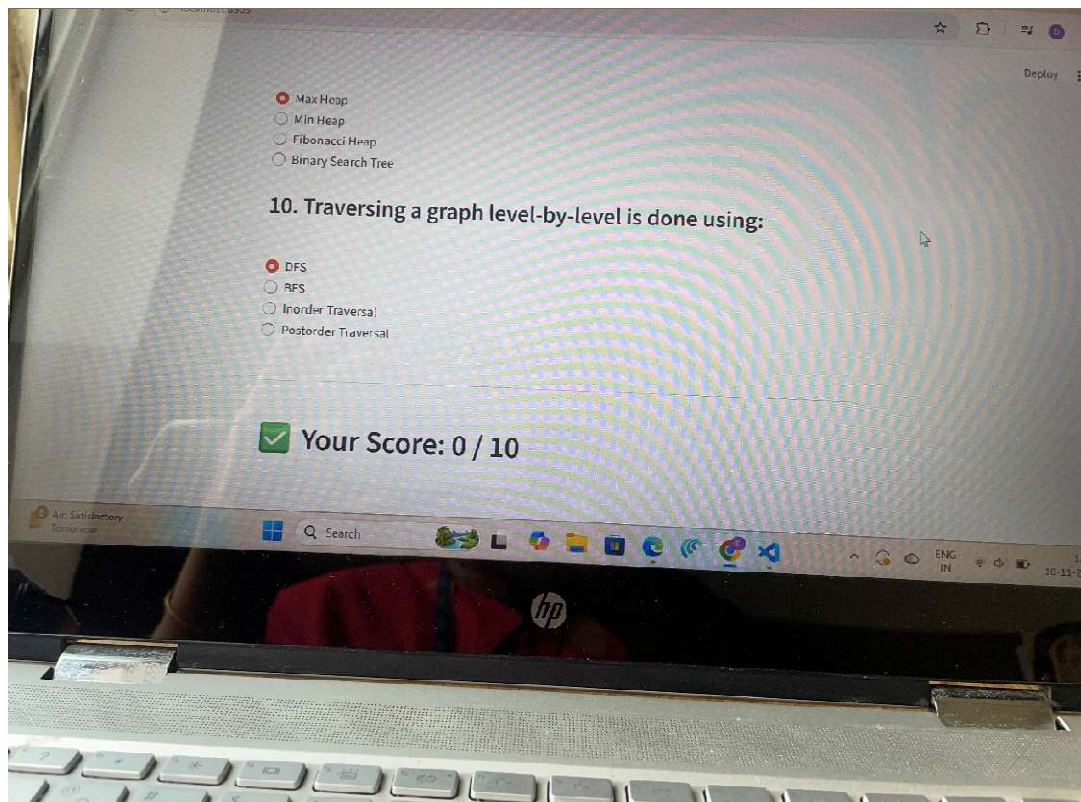 Deploy
Max Heap
Min Heap
Fibonacci Heap
Binary Search Tree
10. Traversing a graph level-by-level is done using:
DFS
BFS
Inorder Traversal
Postorder Traversal
Your Score: 0 / 10
Air: Satisfactory
Tomorrow
Search
ENG
IN
hp